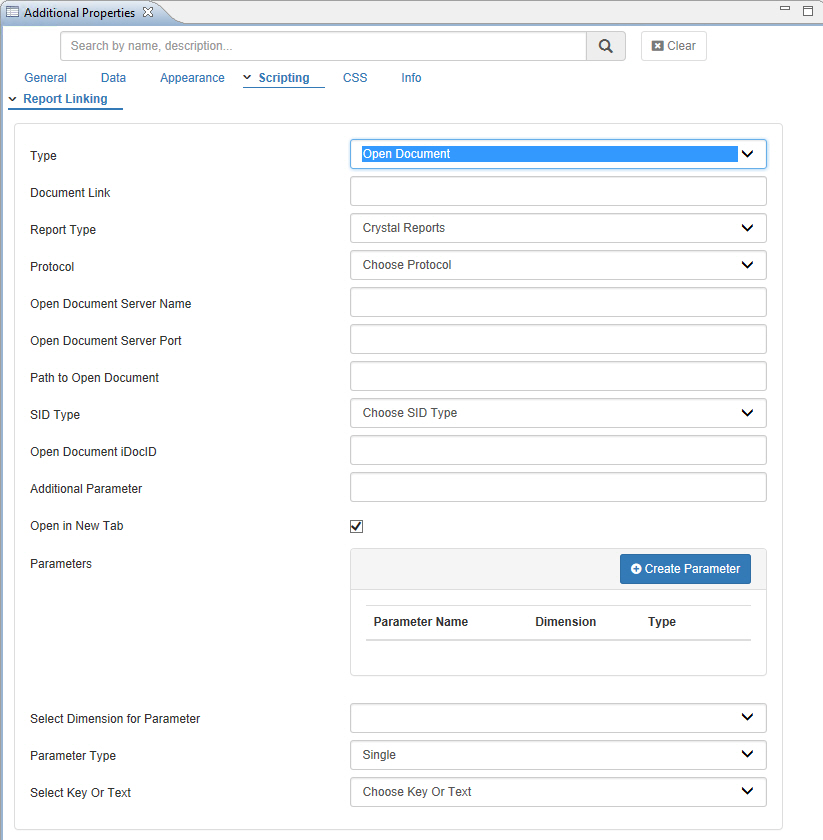 Additional Properties
Search by name, description...
Clear
General Data Appearance Scripting CSS Info
Report Linking
Type Open Document
Document Link
Report Type Crystal Reports
Protocol Choose Protocol
Open Document Server Name
Open Document Server Port
Path to Open Document
SID Type Choose SID Type
Open Document iDocID
Additional Parameter
Open in New Tab
Parameters
Create Parameter
Parameter Name Dimension Type
Select Dimension for Parameter
Parameter Type Single
Select Key Or Text Choose Key Or Text